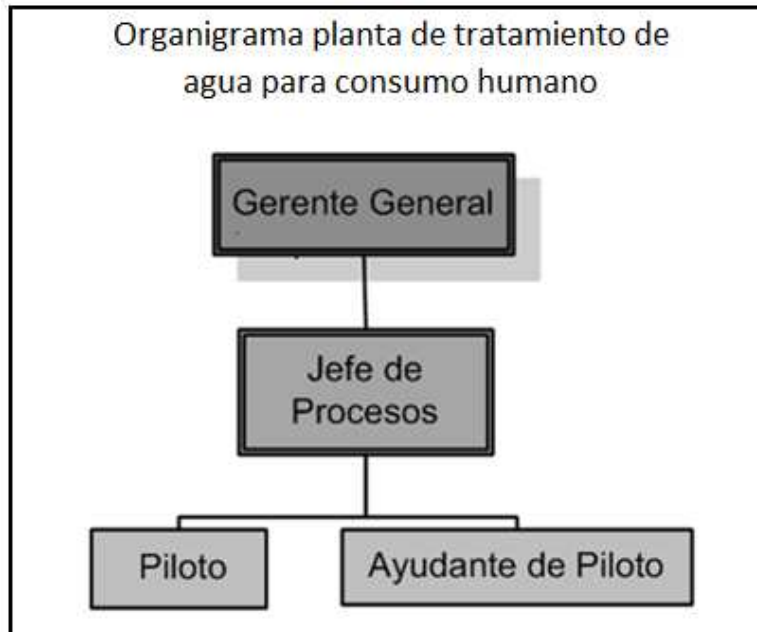 Organigrama planta de tratamiento de
agua para consumo humano
Gerente General
Jefe de
Procesos
Piloto
Ayudante de Piloto